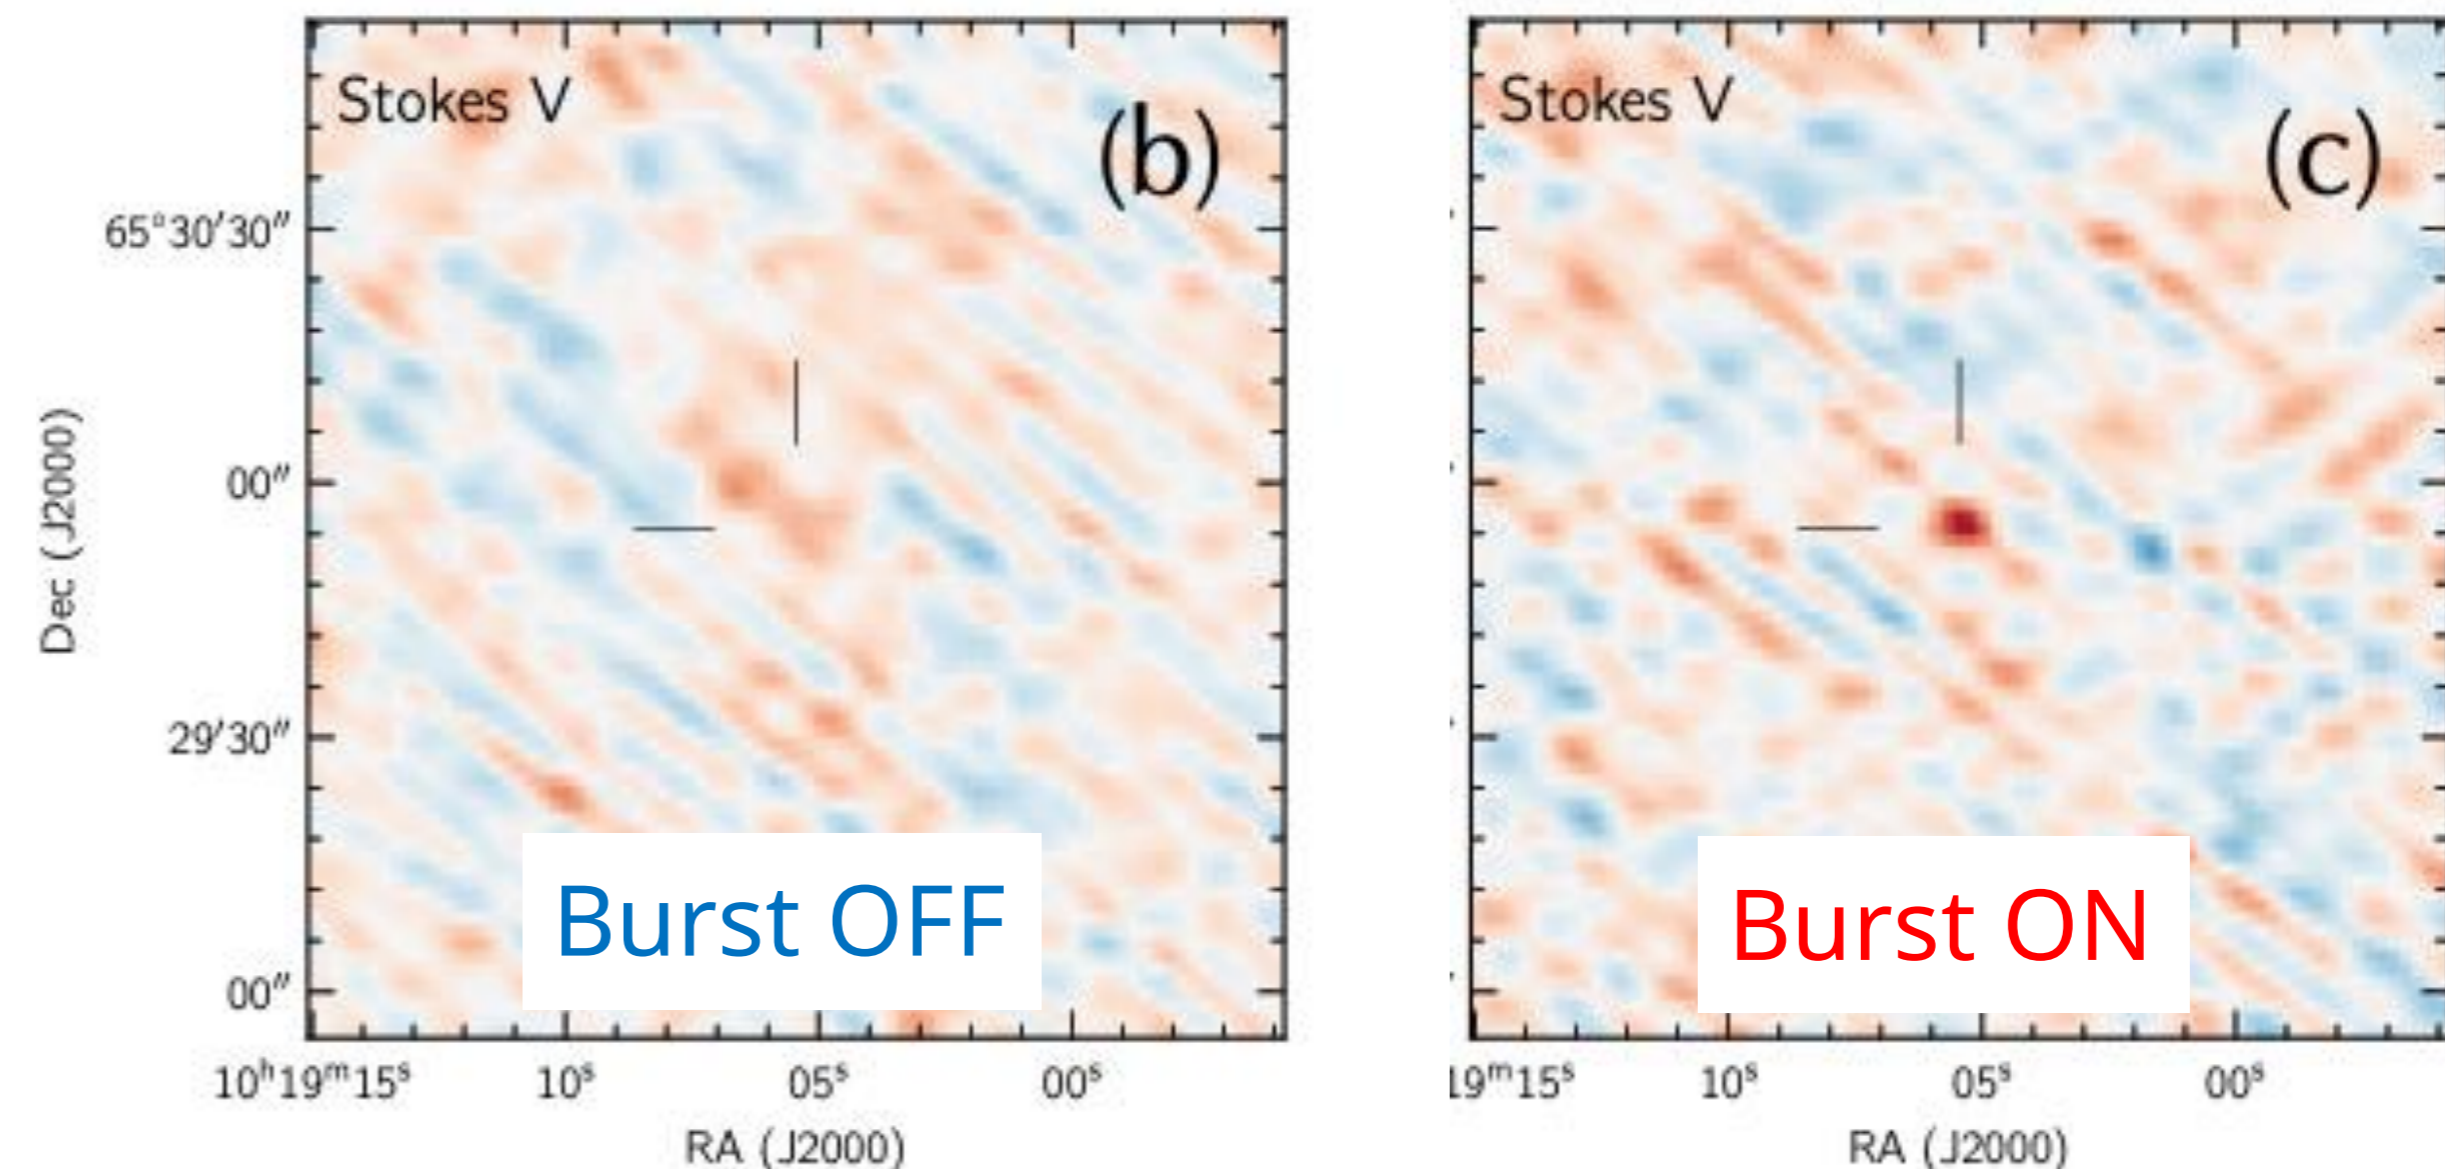 Stokes V
(b)
65°30′30″
00″
29′30″
00″
Dec (J2000)
Burst OFF
10ʰ19ᵐ15ˢ 10ˢ 05ˢ 00ˢ
RA (J2000)
Stokes V
(c)
Burst ON
19ᵐ15ˢ 10ˢ 05ˢ 00ˢ
RA (J2000)